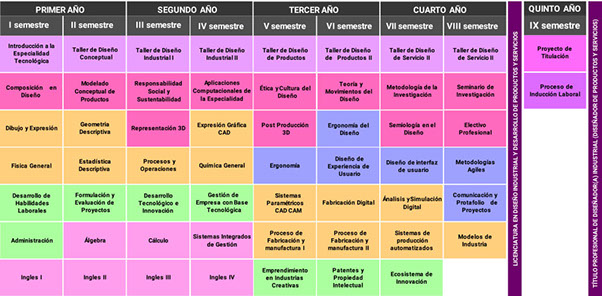 PRIMER AÑO
SEGUNDO AÑO
TERCER AÑO
CUARTO AÑO
QUINTO AÑO
I semestre
II semestre
III semestre
IV semestre
V semestre
VI semestre
VII semestre
VIII semestre
IX semestre
Introducción a la
Especialidad
Tecnológica
Taller de Diseño
Conceptual
Taller de Diseño
Industrial I
Taller de Diseño
Industrial II
Taller de Diseño
de Productos
Taller de Diseño
de Productos II
Taller de Diseño
de Servicio II
Taller de Diseño
de Servicio II
Proyecto de
Titulación
Composición en
Diseño
Modelado
Conceptual de
Productos
Responsabilidad
Social y
Sustentabilidad
Aplicaciones
Computacionales de
la Especialidad
Ética y Cultura del
Diseño
Teoría y
Movimientos del
Diseño
Metodología de la
Investigación
Seminario de
Investigación
Proceso de
Inducción Laboral
Dibujo y Expresión
Geometría
Descriptiva
Representación 3D
Expresión Gráfica
CAD
Post Producción
3D
Ergonomía del
Diseño
Semiología en el
Diseño
Electivo
Profesional
Fisica General
Estadística
Descriptiva
Procesos y
Operaciones
Química General
Ergonomía
Diseño de
Experiencia de
Usuario
Diseño de interfaz
de usuario
Metodologías
Agiles
Desarrollo de
Habilidades
Laborales
Formulación y
Evaluación de
Proyectos
Desarrollo
Tecnológico e
Innovación
Gestión de
Empresa con Base
Tecnológica
Sistemas
Paramétricos
CAD CAM
Fabricación Digital
Análisis y Simulación
Digital
Comunicación y
Protafolio de
Proyectos
Administración
Álgebra
Cálculo
Sistemas Integrados
de Gestión
Proceso de
Fabricación y
manufactura I
Proceso de
Fabricación y
manufactura II
Sistemas de
producción
automatizados
Modelos de
Industria
Ingles I
Ingles II
Ingles III
Ingles IV
Emprendimiento
en Industrias
Creativas
Patentes y
Propiedad
Intelectual
Ecosistema de
Innovación
LICENCIATURA EN DISEÑO INDUSTRIAL Y DESARROLLO DE PRODUCTOS Y SERVICIOS
TÍTULO PROFESIONAL DE DISEÑADOR(A) INDUSTRIAL (DISEÑADOR DE PRODUCTOS Y SERVICIOS)